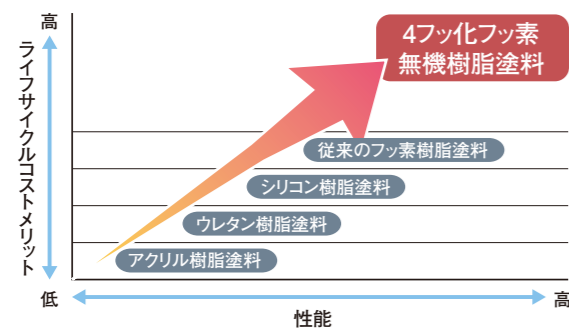 高
ライフサイクルコストメリット
4フッ化フッ素
無機樹脂塗料
従来のフッ素樹脂塗料
シリコン樹脂塗料
ウレタン樹脂塗料
アクリル樹脂塗料
低
高
性能